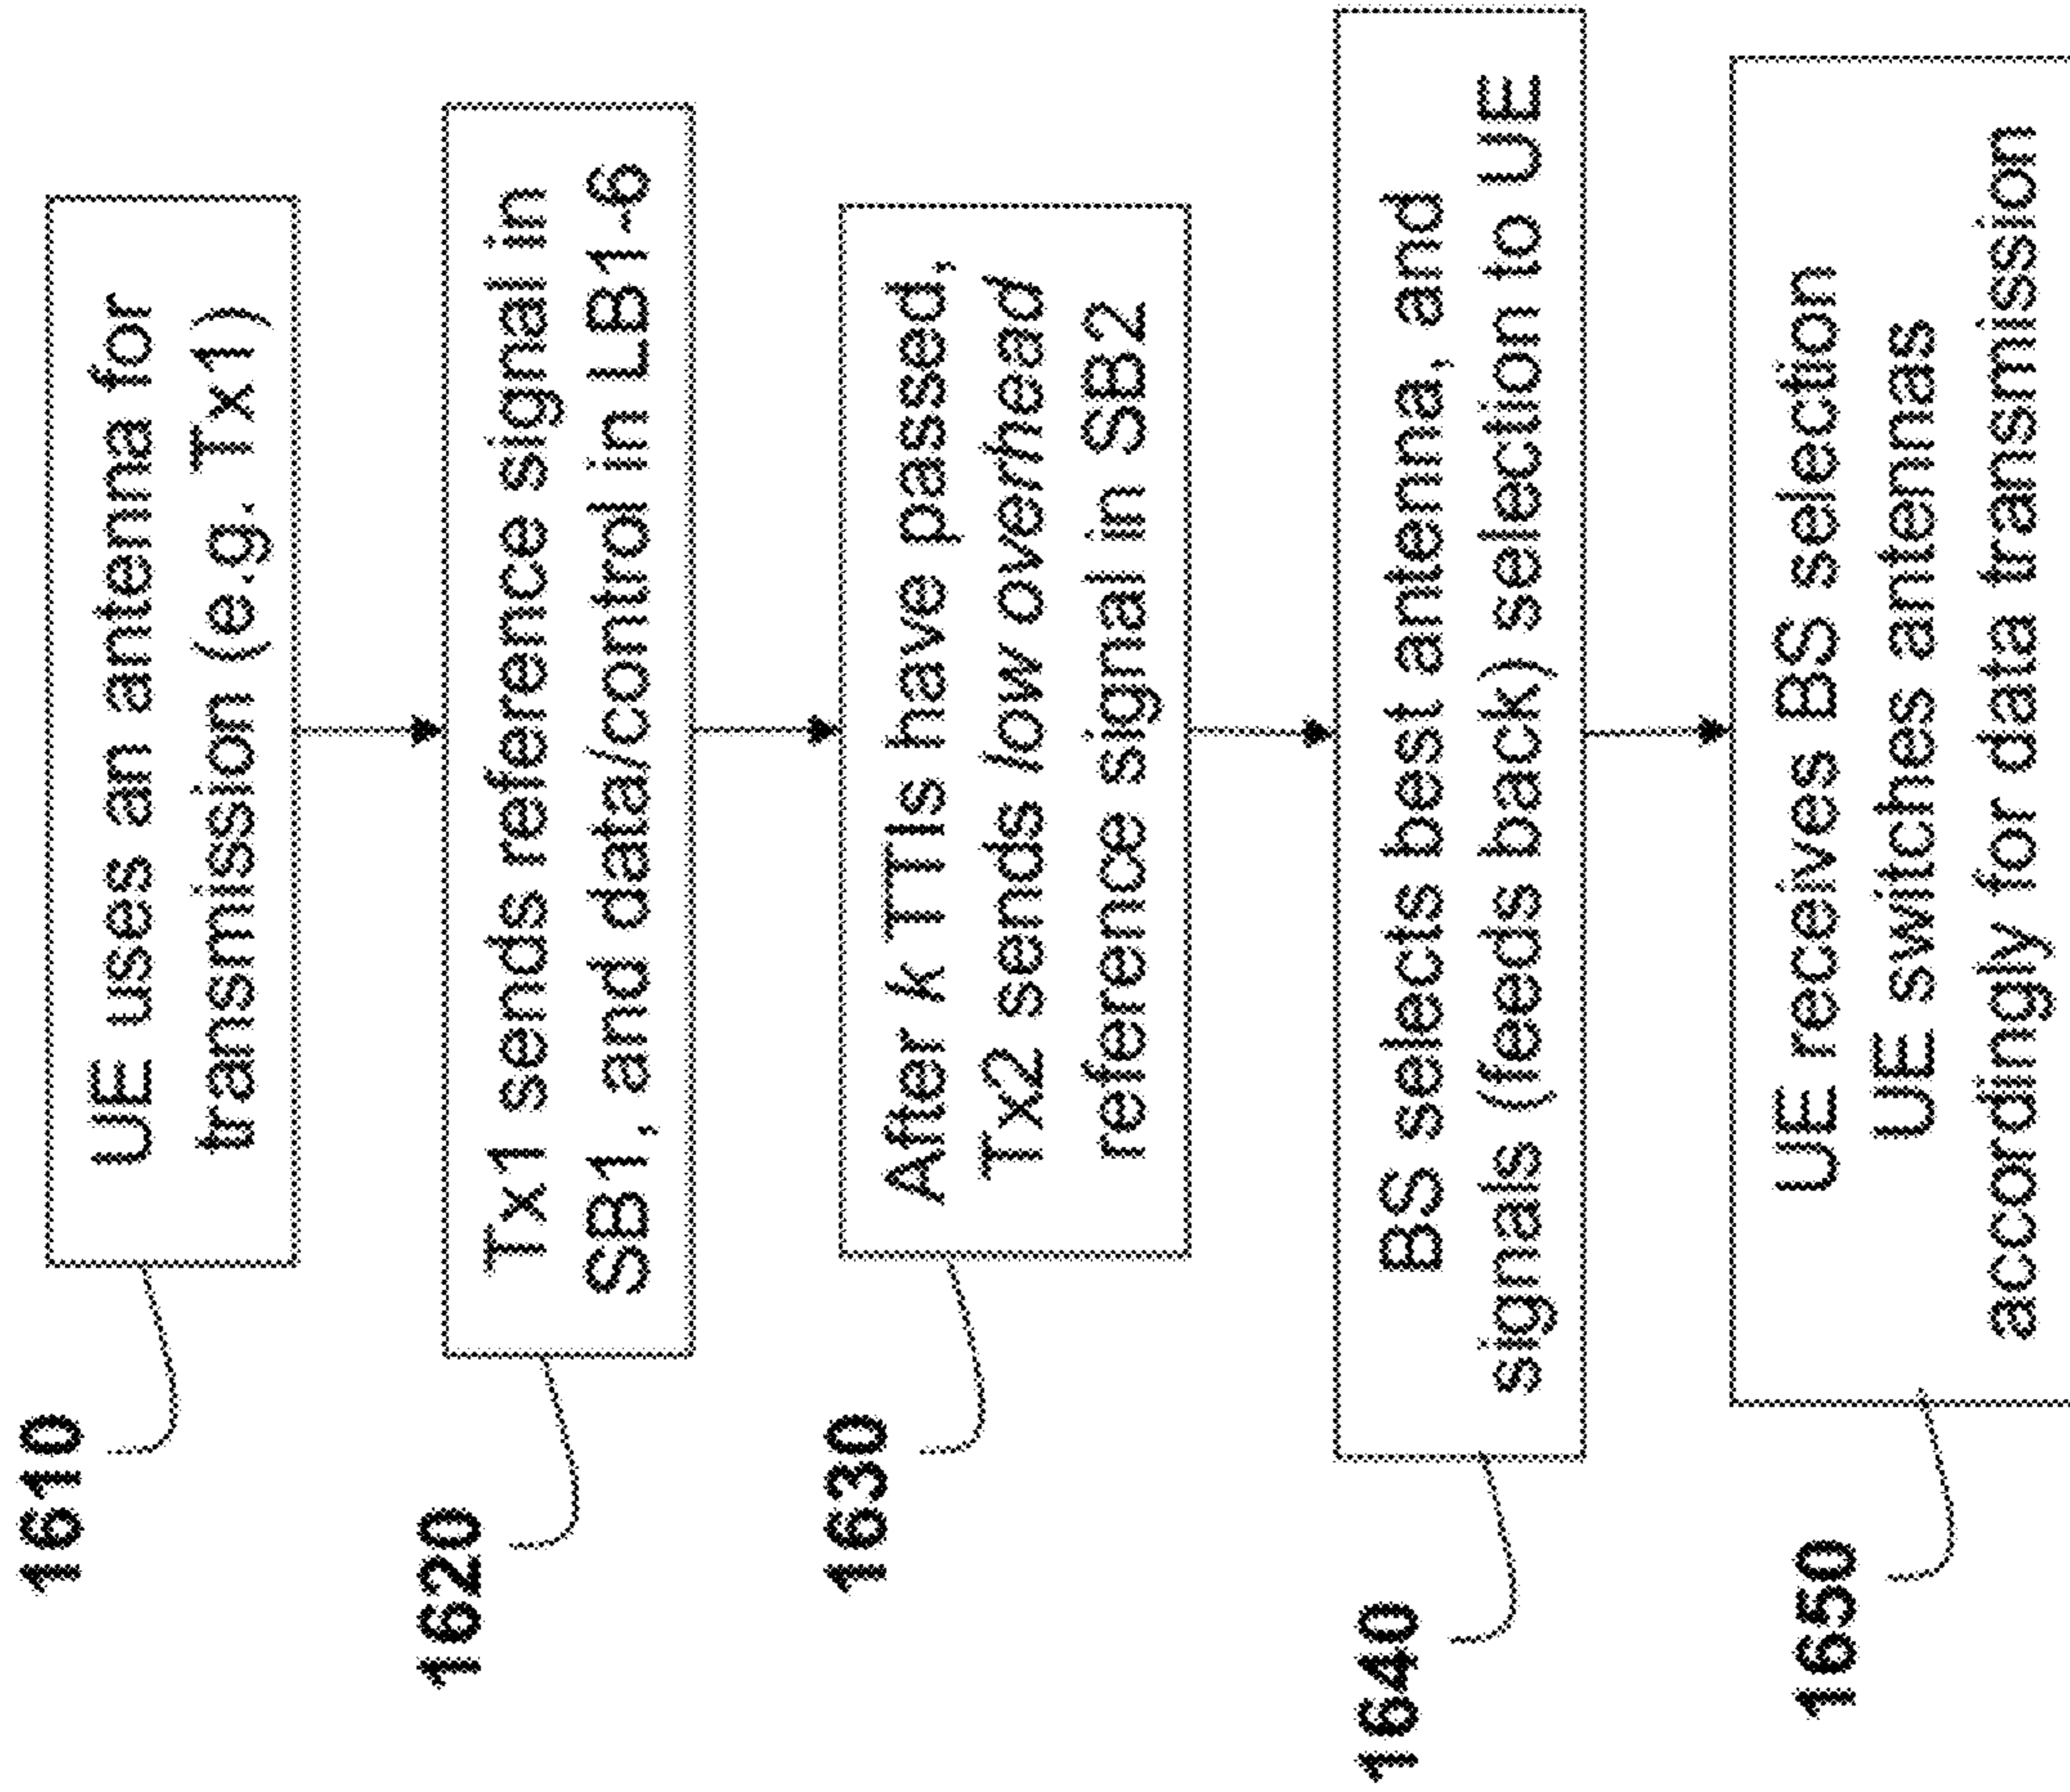 1610
UE uses an antenna for
transmission (e.g. Tx1)
1620
Tx1 sends reference signal in
SB1, and data/control in LB1-6
1630
After k TTIs have passed,
Tx2 sends low overhead
reference signal in SB2
1640
BS selects best antenna, and
signals (feeds back) selection to UE
1650
UE receives BS selection
UE switches antennas
accordingly for data transmission